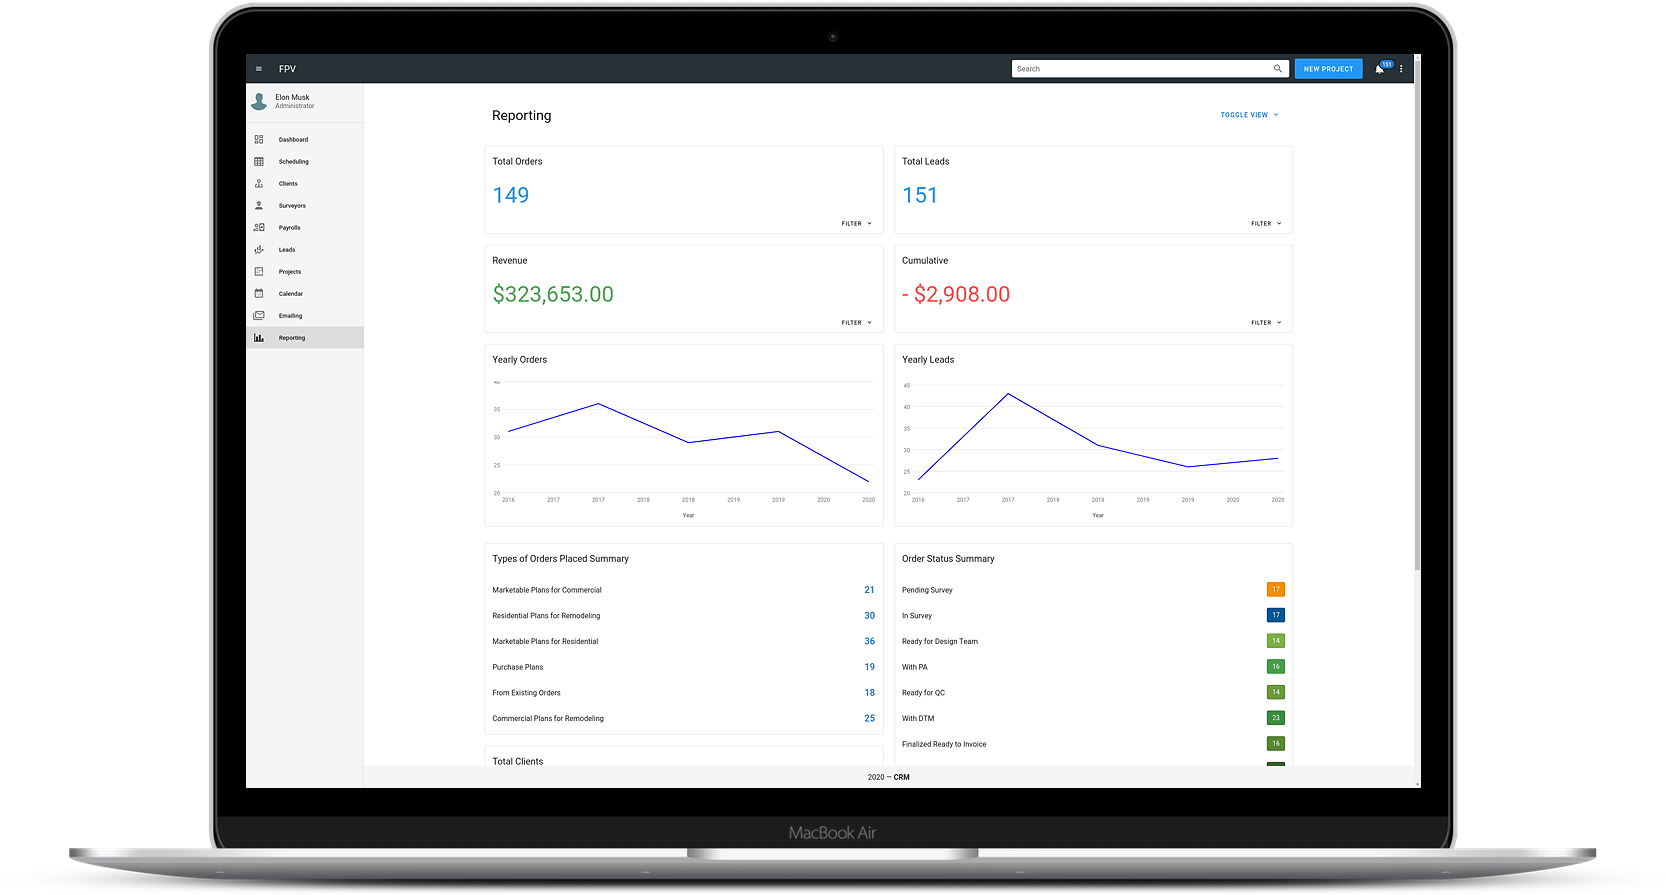 FPV
Search
NEW PROJECT
151
Elon Musk
Administrator
Dashboard
Scheduling
Clients
Surveyors
Payrolls
Leads
Projects
Calendar
Emailing
Reporting
Reporting
TOGGLE VIEW
Total Orders
149
FILTER
Total Leads
151
FILTER
Revenue
$323,653.00
FILTER
Cumulative
- $2,908.00
FILTER
Yearly Orders
40
35
30
25
20
2016 2017 2017 2018 2018 2019 2019 2020 2020
Year
Yearly Leads
45
40
35
30
25
20
2016 2017 2017 2018 2018 2019 2019 2020 2020
Year
Types of Orders Placed Summary
Marketable Plans for Commercial 21
Residential Plans for Remodeling 30
Marketable Plans for Residential 36
Purchase Plans 19
From Existing Orders 18
Commercial Plans for Remodeling 25
Total Clients
Order Status Summary
Pending Survey 17
In Survey 17
Ready for Design Team 14
With PA 16
Ready for QC 14
With DTM 23
Finalized Ready to Invoice 16
2020 — CRM
MacBook Air